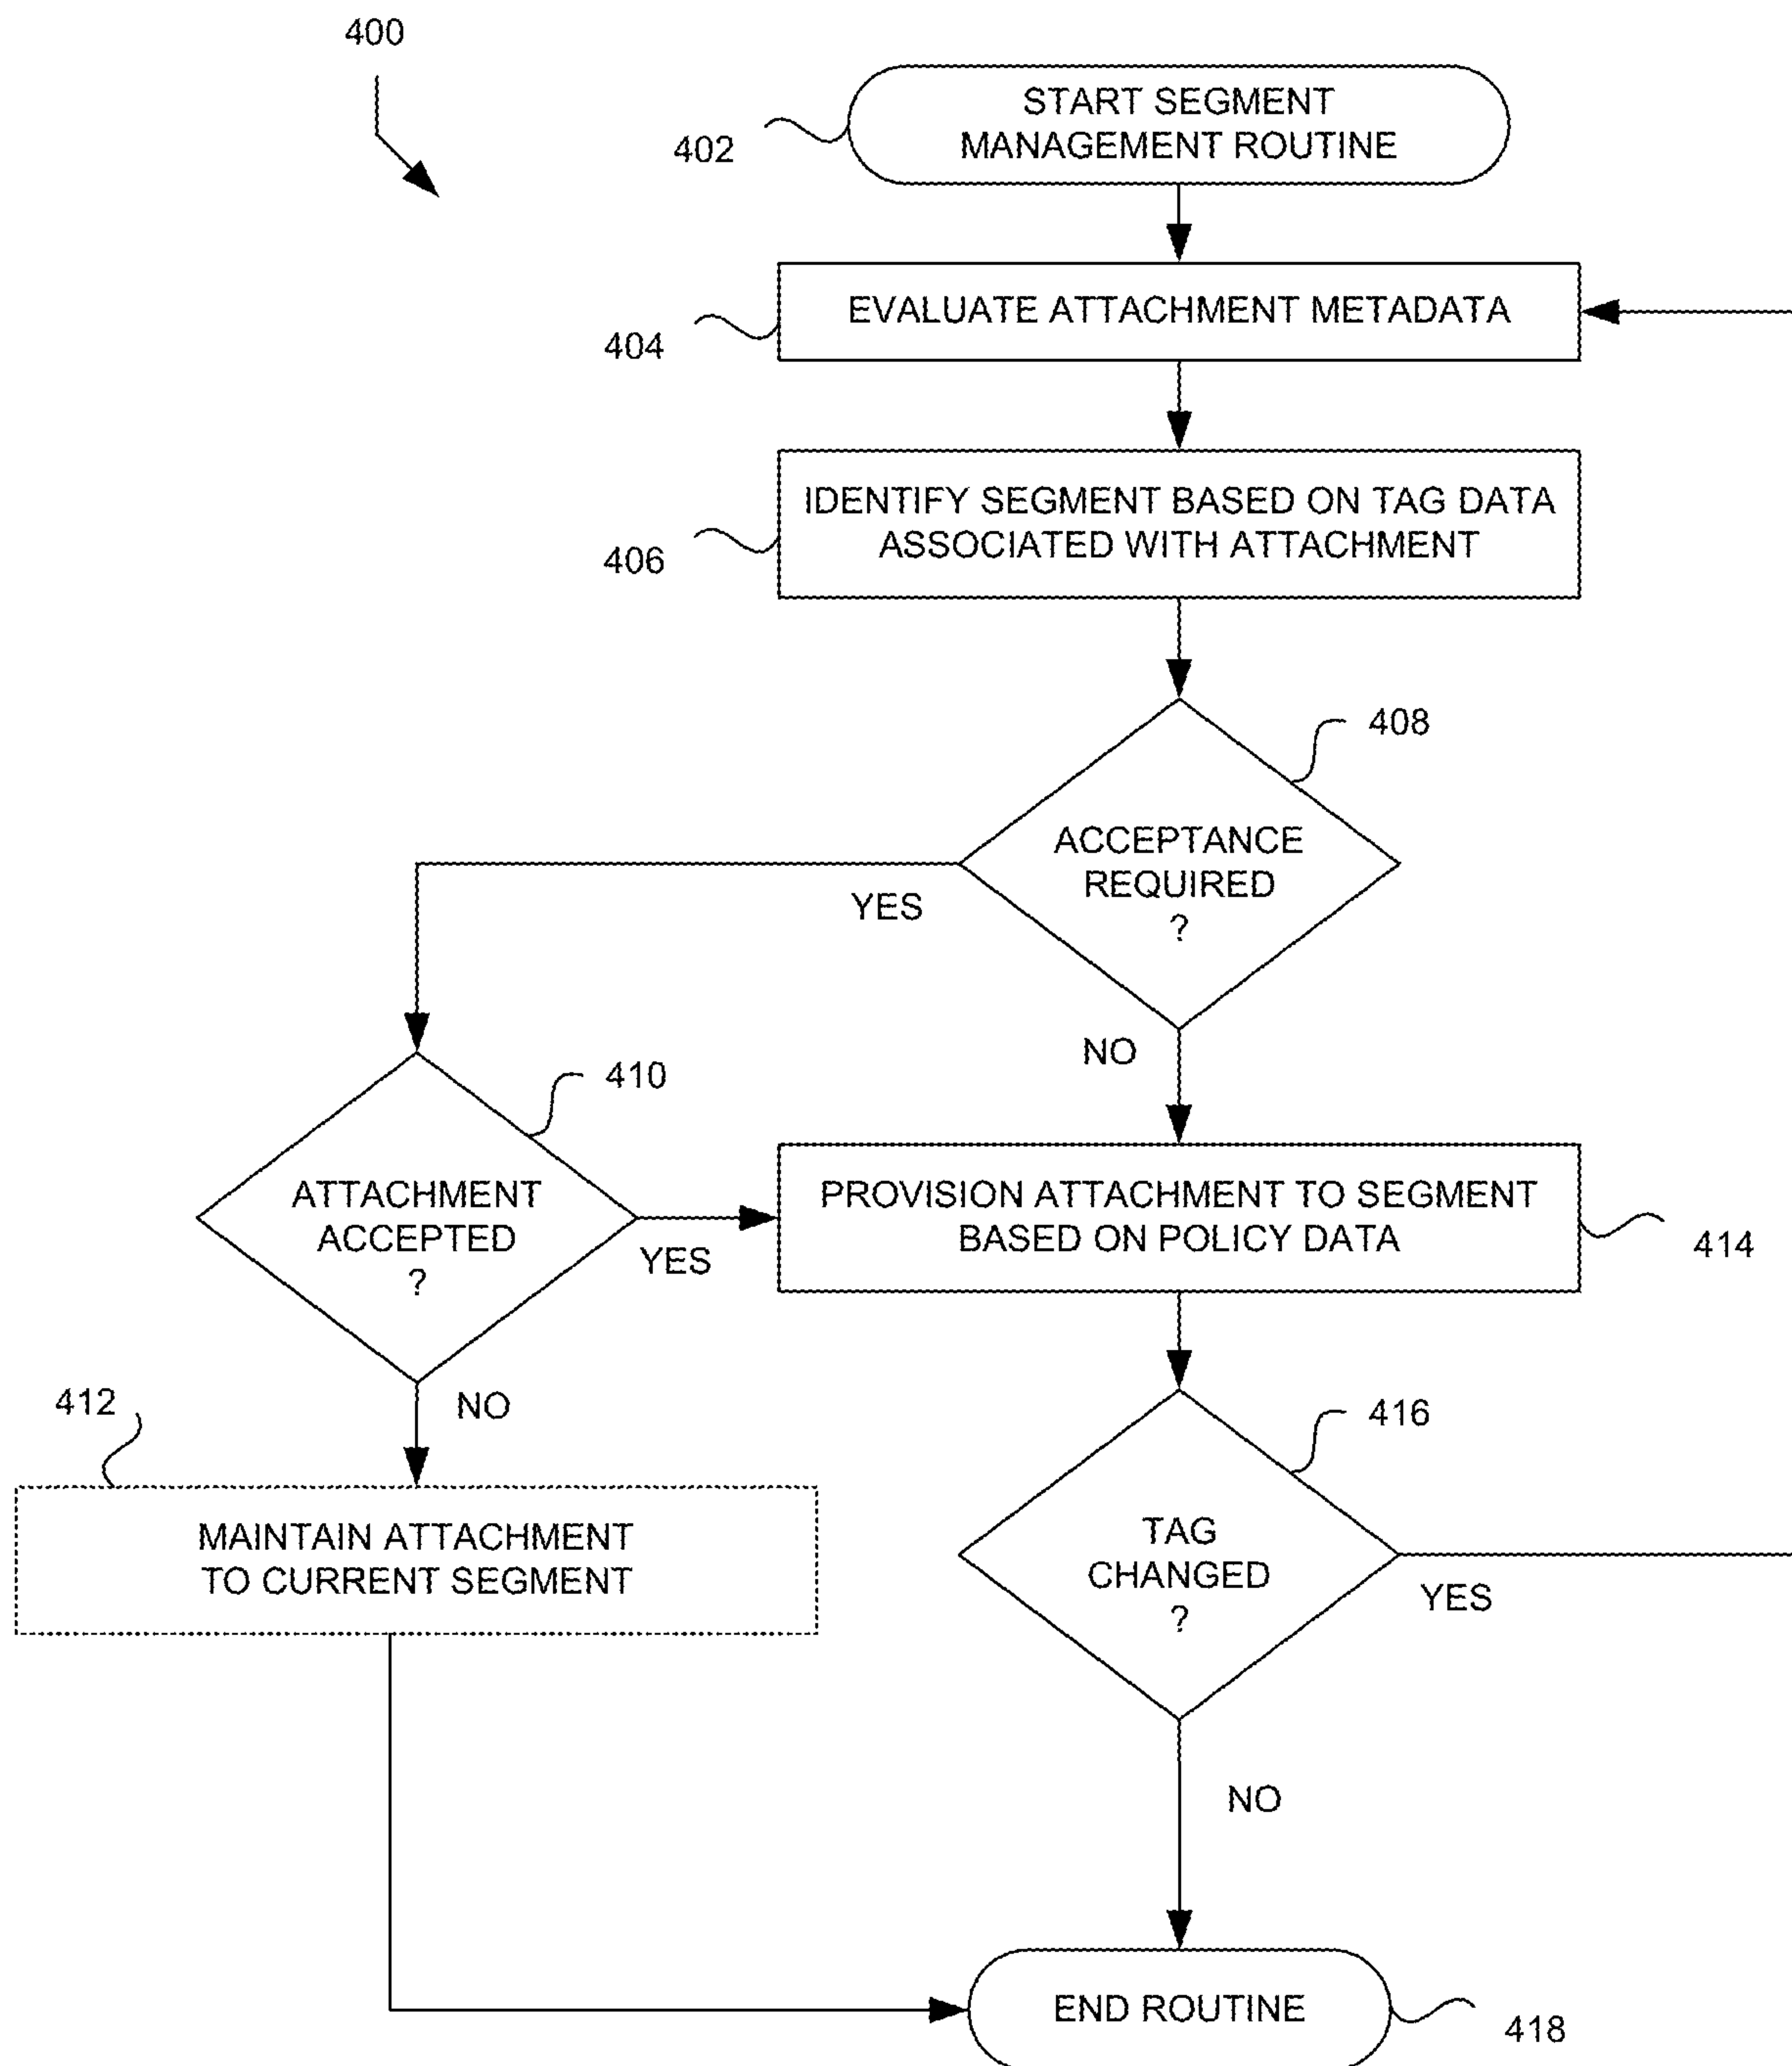 400
START SEGMENT
MANAGEMENT ROUTINE
402
EVALUATE ATTACHMENT METADATA
404
IDENTIFY SEGMENT BASED ON TAG DATA
ASSOCIATED WITH ATTACHMENT
406
408
ACCEPTANCE
REQUIRED
?
YES
NO
410
ATTACHMENT
ACCEPTED
?
YES
PROVISION ATTACHMENT TO SEGMENT
BASED ON POLICY DATA
414
NO
412
MAINTAIN ATTACHMENT
TO CURRENT SEGMENT
416
TAG
CHANGED
?
YES
NO
END ROUTINE
418